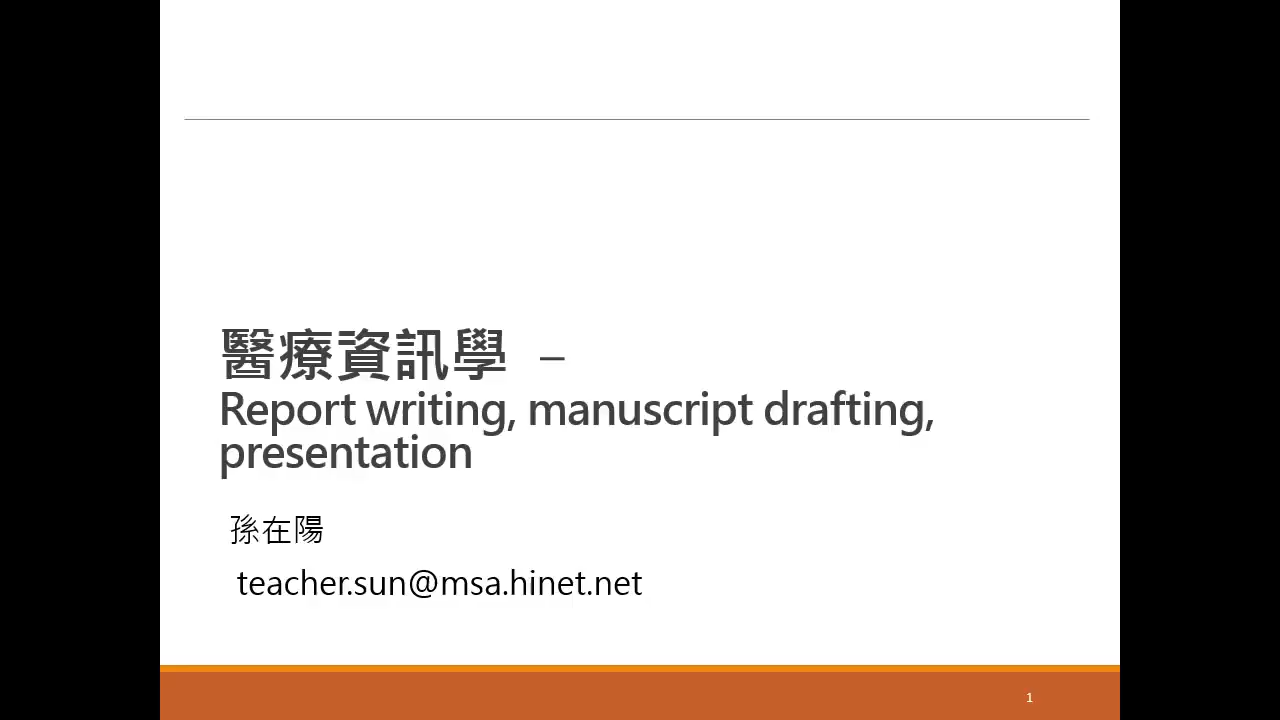 醫療資訊學 –
Report writing, manuscript drafting,
presentation
孫在陽
teacher.sun@msa.hinet.net
1